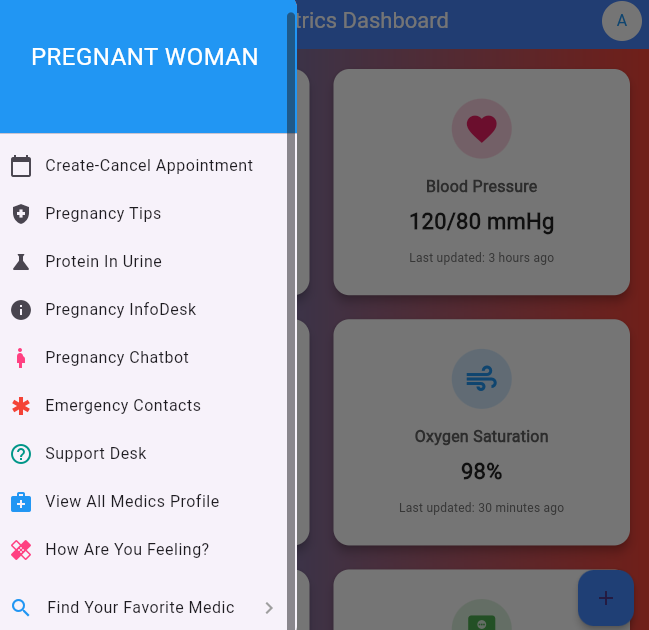 PREGNANT WOMAN
Create-Cancel Appointment
Pregnancy Tips
Protein In Urine
Pregnancy InfoDesk
Pregnancy Chatbot
Emergency Contacts
Support Desk
View All Medics Profile
How Are You Feeling?
Find Your Favorite Medic
Dashboard
A
Blood Pressure
120/80 mmHg
Last updated: 3 hours ago
Oxygen Saturation
98%
Last updated: 30 minutes ago